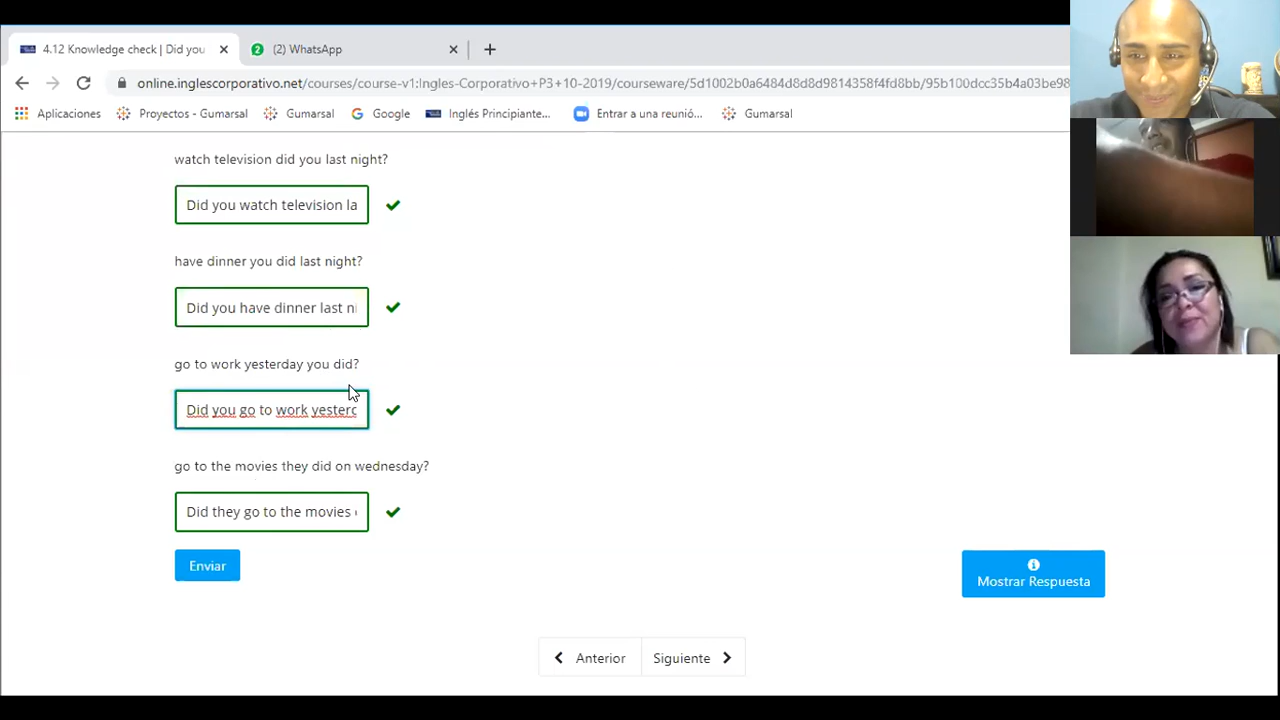 4.12 Knowledge check | Did you
2 (2) WhatsApp
online.inglescorporativo.net/courses/course-v1:Ingles-Corporativo+P3+10-2019/courseware/5d1002b0a6484d8d8d9814358f4fd8bb/95b100dcc35b4a03be98
Aplicaciones Proyectos - Gumarsal Gumarsal Google Inglés Principiante... Entrar a una reunió... Gumarsal
watch television did you last night?
Did you watch television la
have dinner you did last night?
Did you have dinner last ni
go to work yesterday you did?
Did you go to work yesterd
go to the movies they did on wednesday?
Did they go to the movies
Enviar
Mostrar Respuesta
Anterior Siguiente